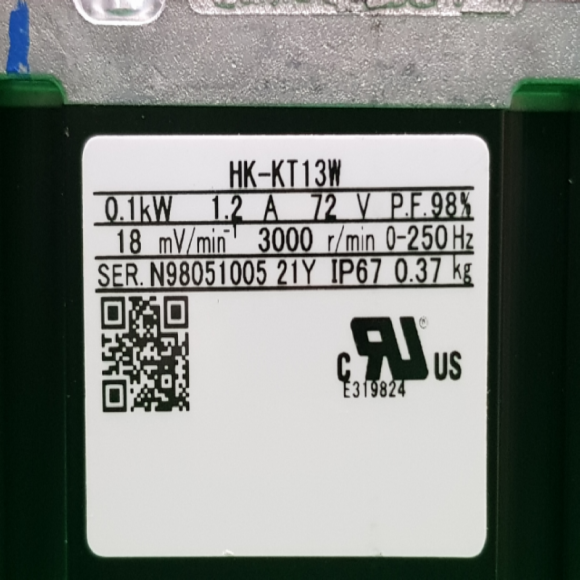 HK-KT13W
0.1kW 1.2 A 72 V P.F.98%
18 mV/min⁻¹ 3000 r/min 0-250Hz
SER.N98051005 21Y IP67 0.37 kg
c RU ® US
E319824